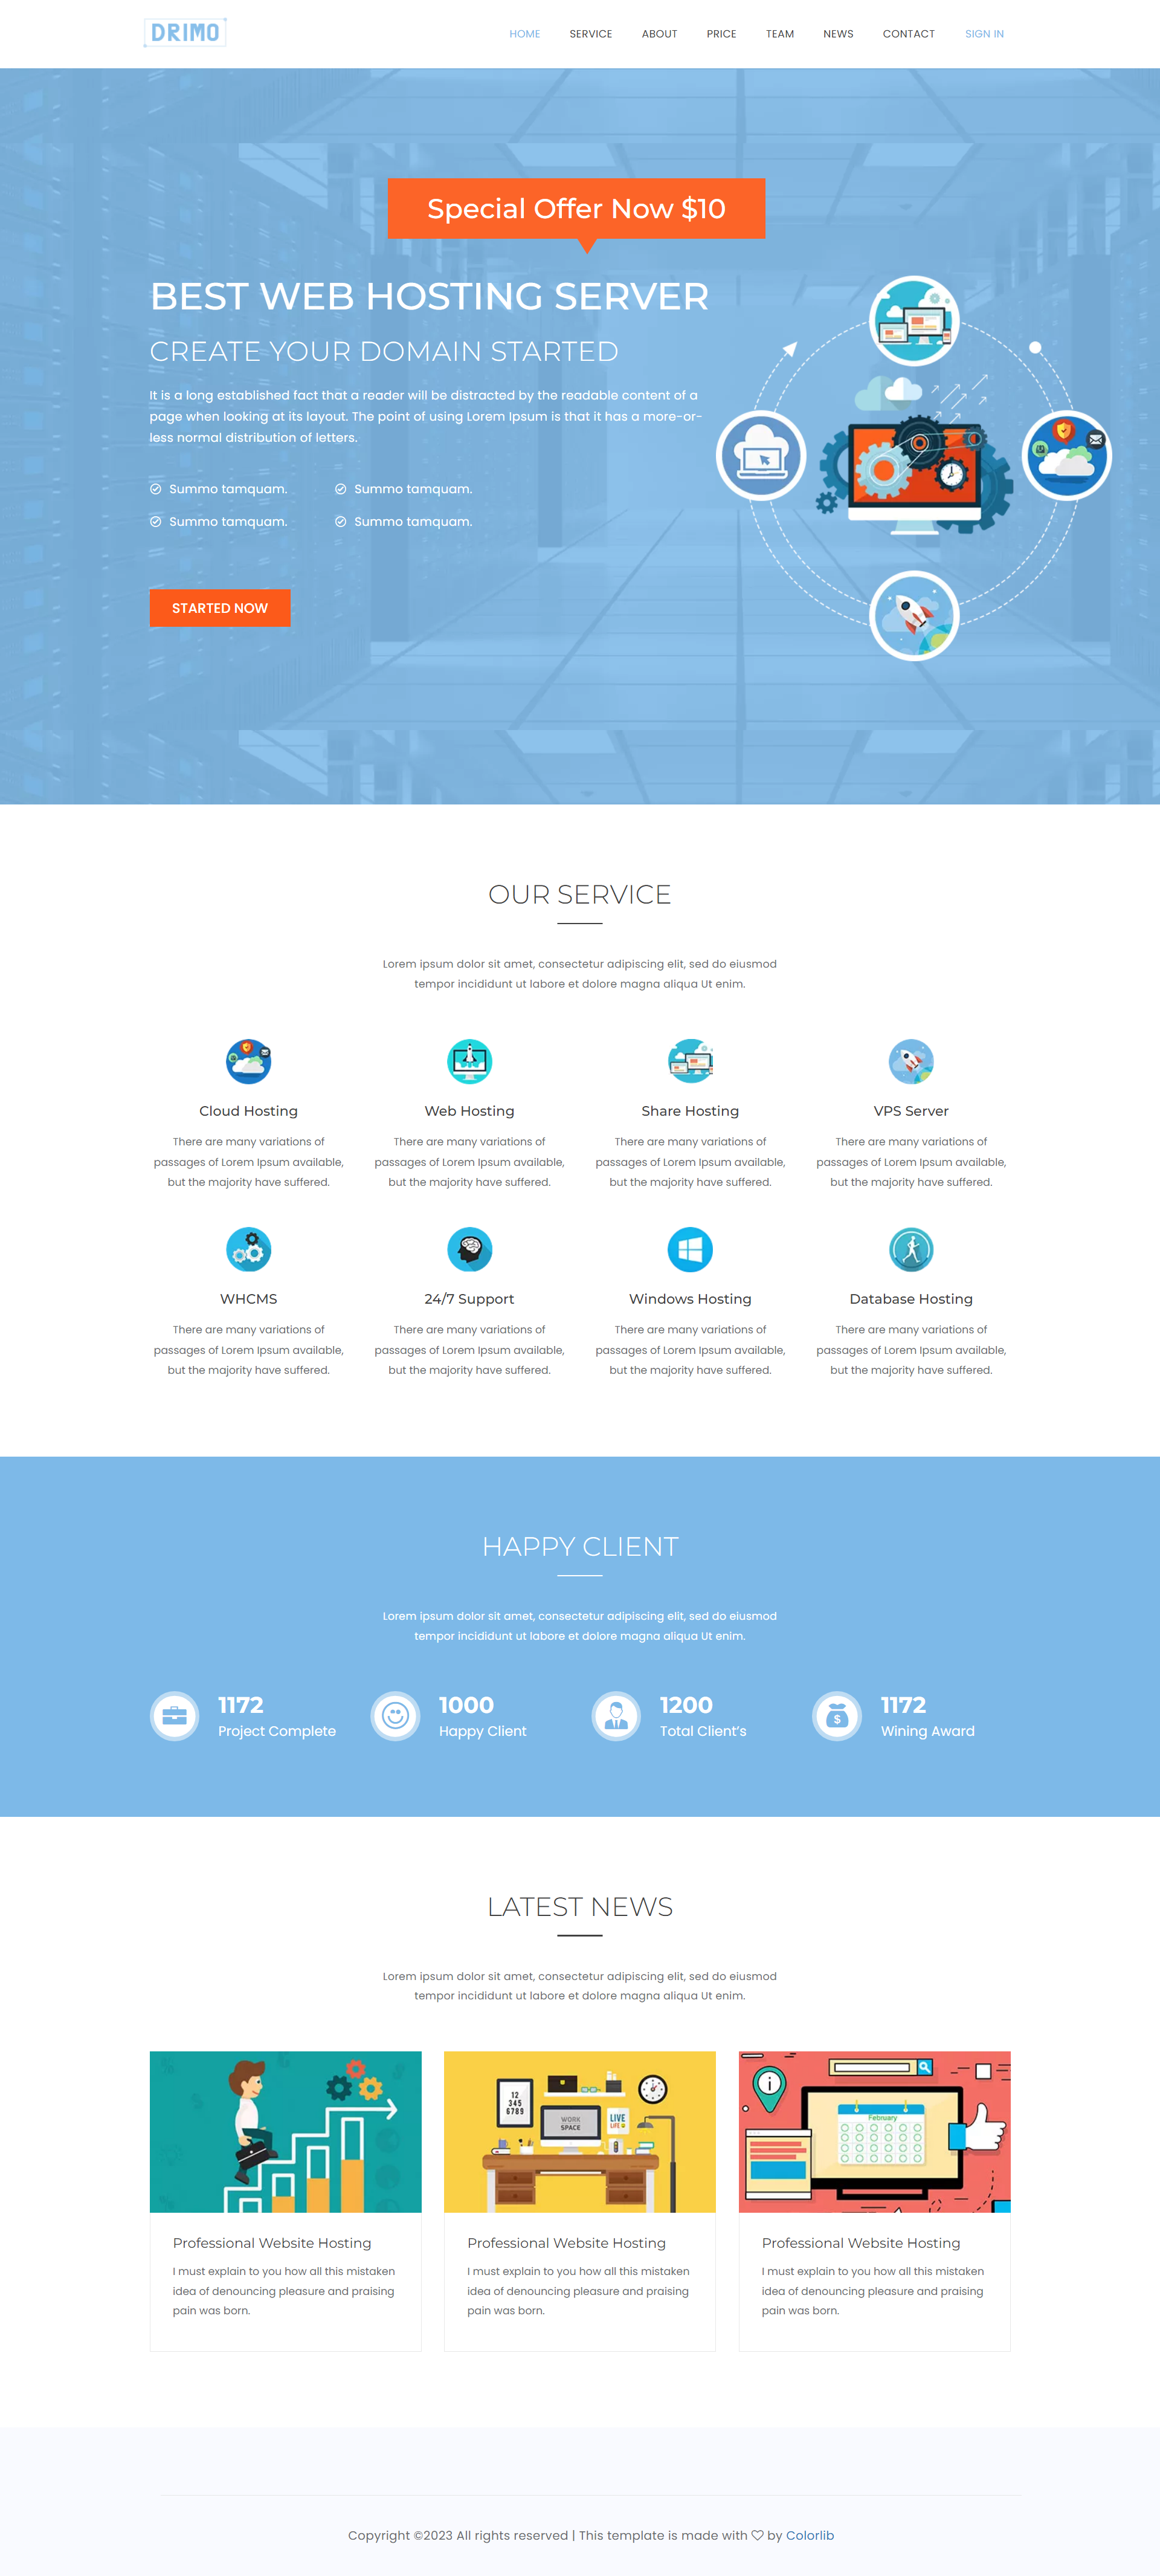 DRIMO
HOME SERVICE ABOUT PRICE TEAM NEWS CONTACT SIGN IN
Special Offer Now $10
BEST WEB HOSTING SERVER
CREATE YOUR DOMAIN STARTED
It is a long established fact that a reader will be distracted by the readable content of a
page when looking at its layout. The point of using Lorem Ipsum is that it has a more-or-
less normal distribution of letters.
Summo tamquam. Summo tamquam.
Summo tamquam. Summo tamquam.
STARTED NOW
OUR SERVICE
Lorem ipsum dolor sit amet, consectetur adipiscing elit, sed do eiusmod
tempor incididunt ut labore et dolore magna aliqua Ut enim.
Cloud Hosting
There are many variations of
passages of Lorem Ipsum available,
but the majority have suffered.
Web Hosting
There are many variations of
passages of Lorem Ipsum available,
but the majority have suffered.
Share Hosting
There are many variations of
passages of Lorem Ipsum available,
but the majority have suffered.
VPS Server
There are many variations of
passages of Lorem Ipsum available,
but the majority have suffered.
WHCMS
There are many variations of
passages of Lorem Ipsum available,
but the majority have suffered.
24/7 Support
There are many variations of
passages of Lorem Ipsum available,
but the majority have suffered.
Windows Hosting
There are many variations of
passages of Lorem Ipsum available,
but the majority have suffered.
Database Hosting
There are many variations of
passages of Lorem Ipsum available,
but the majority have suffered.
HAPPY CLIENT
Lorem ipsum dolor sit amet, consectetur adipiscing elit, sed do eiusmod
tempor incididunt ut labore et dolore magna aliqua Ut enim.
1172
Project Complete
1000
Happy Client
1200
Total Client's
$
1172
Wining Award
LATEST NEWS
Lorem ipsum dolor sit amet, consectetur adipiscing elit, sed do eiusmod
tempor incididunt ut labore et dolore magna aliqua Ut enim.
Professional Website Hosting
I must explain to you how all this mistaken
idea of denouncing pleasure and praising
pain was born.
12
345
6789
WORK
SPACE
LIVE
LIFE
Professional Website Hosting
I must explain to you how all this mistaken
idea of denouncing pleasure and praising
pain was born.
i
February
Professional Website Hosting
I must explain to you how all this mistaken
idea of denouncing pleasure and praising
pain was born.
Copyright ©2023 All rights reserved | This template is made with ♡ by Colorlib